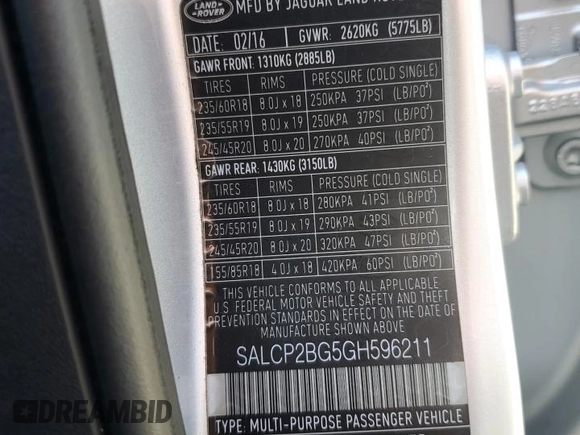 LAND
ROVER
MFD BY JAGUAR LAND
DATE: 02/16 GVWR: 2620KG (5775LB)
GAWR FRONT: 1310KG (2885LB)
TIRES RIMS PRESSURE (COLD SINGLE)
235/60R18 8.0J x 18 250KPA 37PSI (LB/PO²)
235/55R19 8.0J x 19 250KPA 37PSI (LB/PO²)
245/45R20 8.0J x 20 270KPA 40PSI (LB/PO²)
GAWR REAR: 1430KG (3150LB)
TIRES RIMS PRESSURE (COLD SINGLE)
235/60R18 8.0J x 18 280KPA 41PSI (LB/PO²)
235/55R19 8.0J x 19 290KPA 43PSI (LB/PO²)
245/45R20 8.0J x 20 320KPA 47PSI (LB/PO²)
155/85R18 4.0J x 18 420KPA 60PSI (LB/PO²)
THIS VEHICLE CONFORMS TO ALL APPLICABLE
U.S. FEDERAL MOTOR VEHICLE SAFETY AND THEFT
PREVENTION STANDARDS IN EFFECT ON THE DATE OF
MANUFACTURE SHOWN ABOVE
SALCP2BG5GH596211
TYPE: MULTI-PURPOSE PASSENGER VEHICLE
DREAMBID